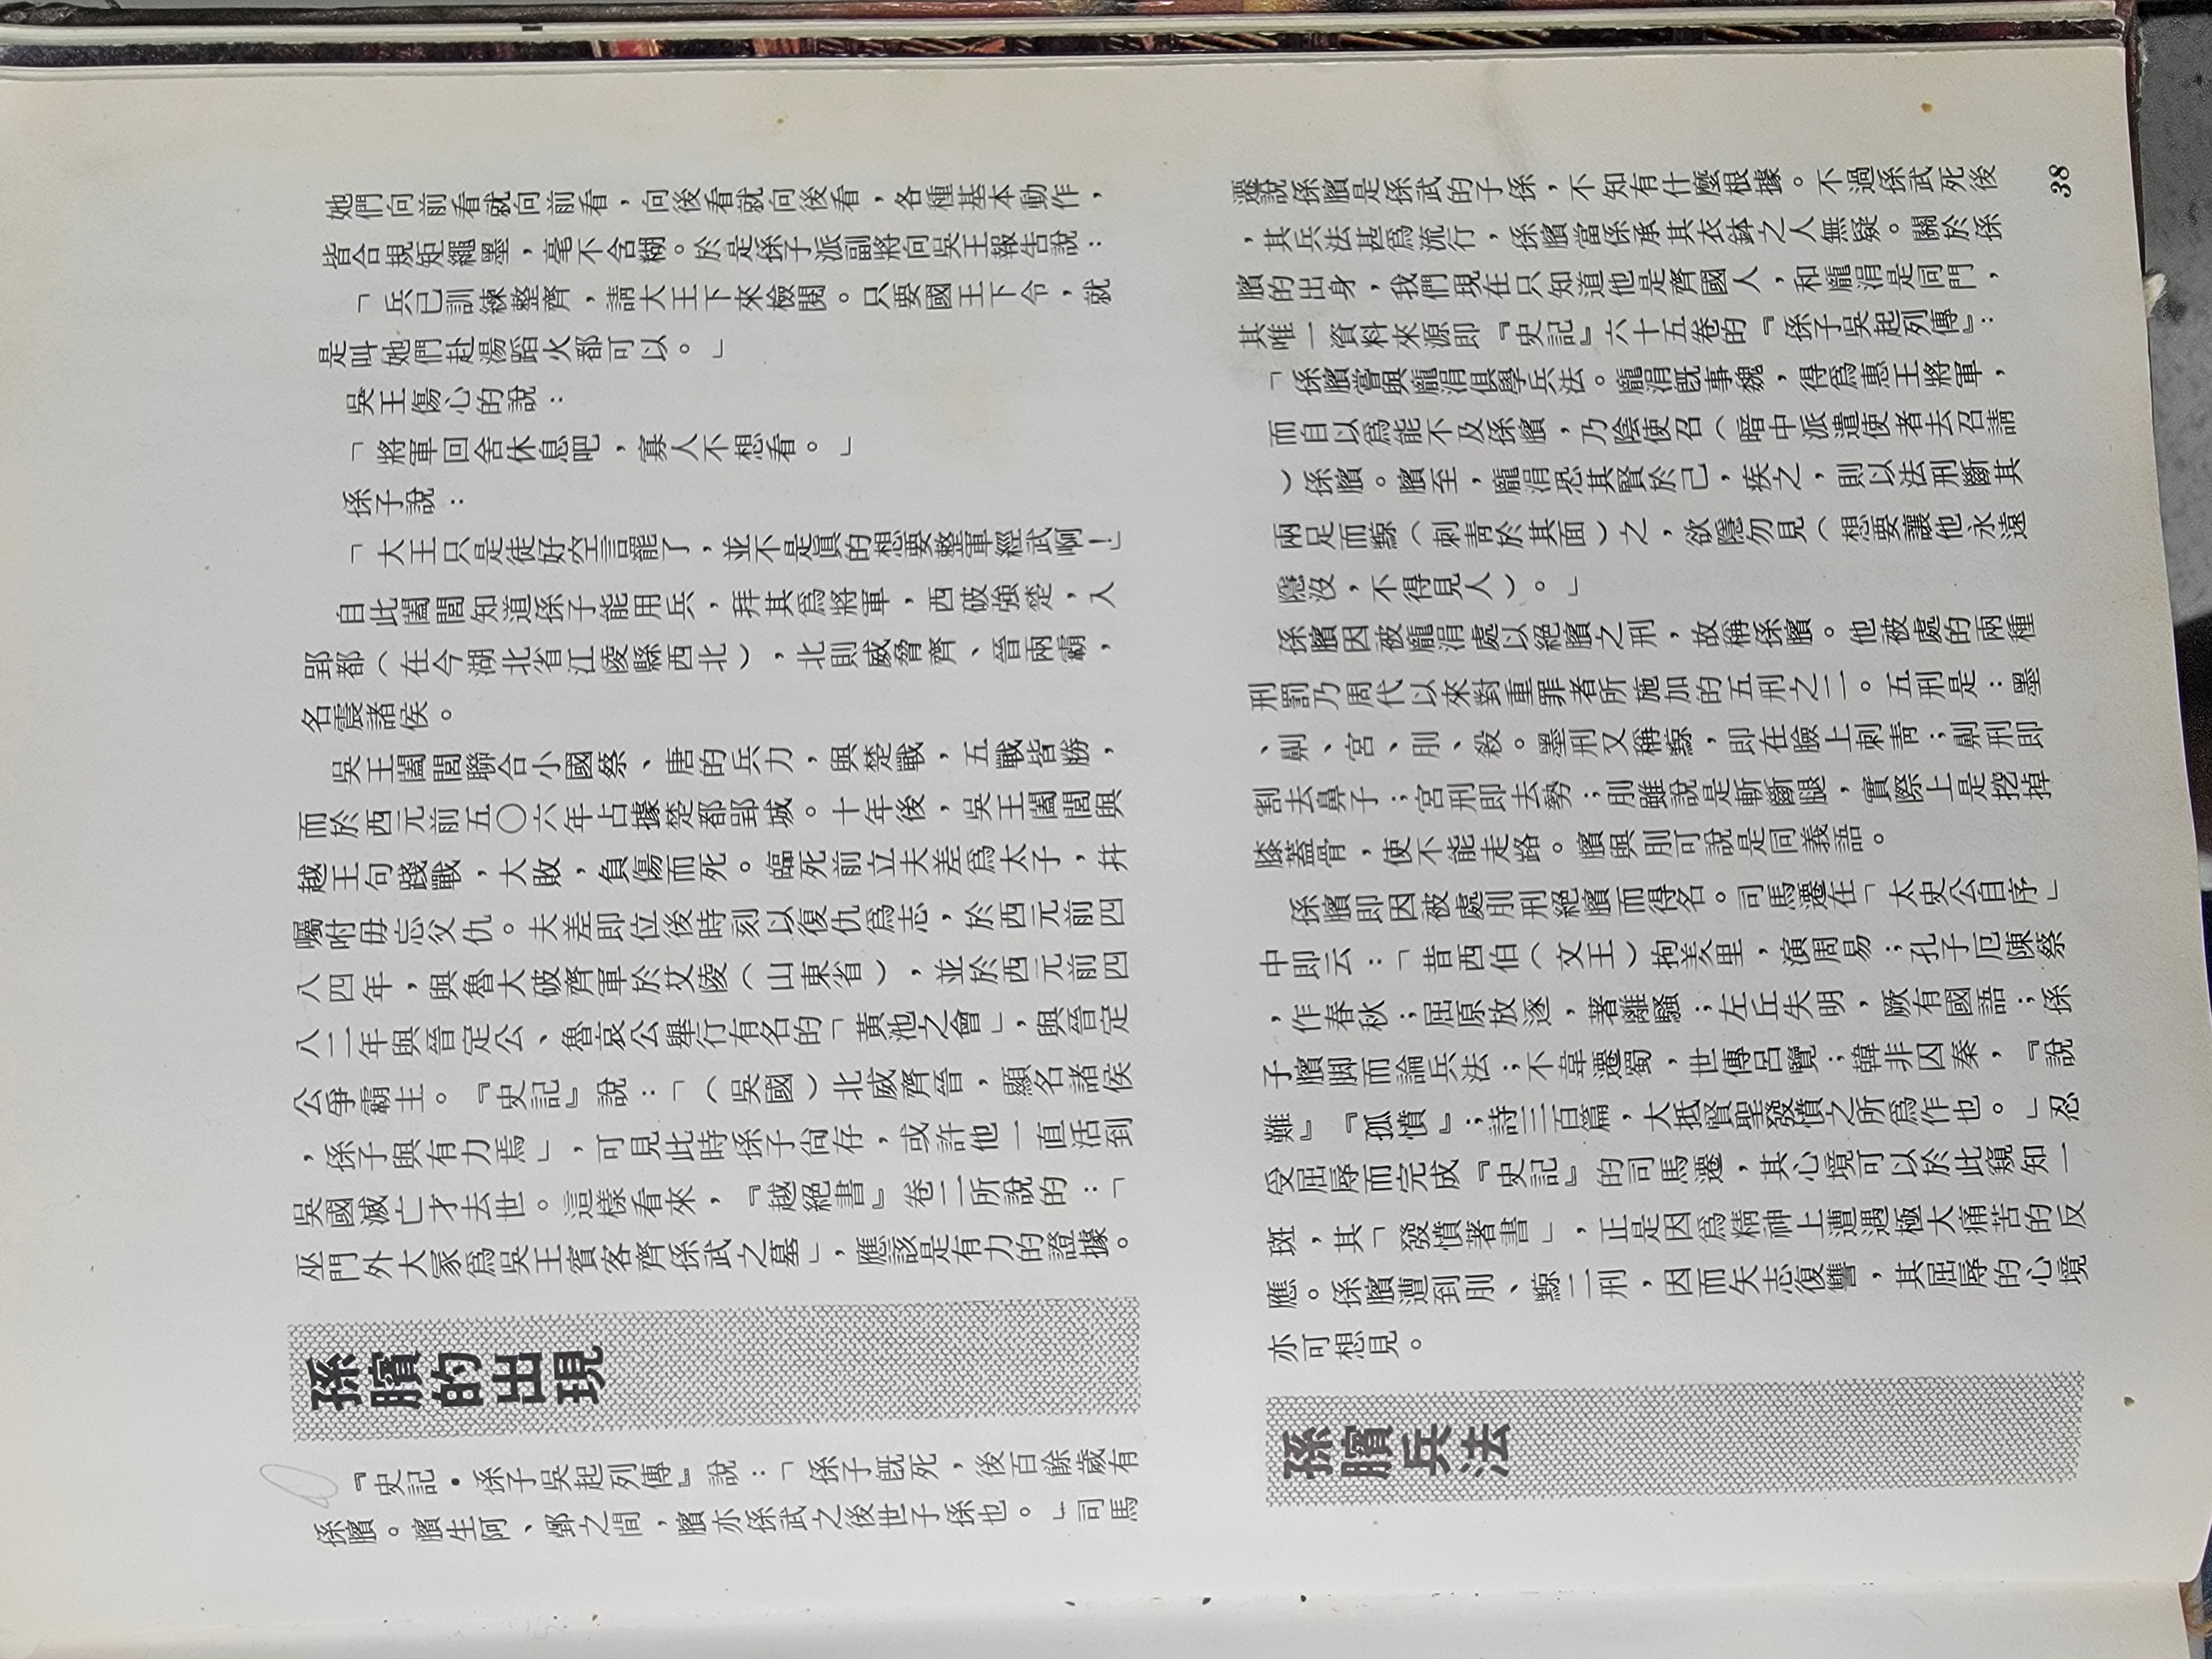 她們向前看就向前看，向後看就向後看，各種基本動作，
皆合規矩繩墨，毫不含糊。於是孫子派副將向吳王報告說：
「兵已訓練整齊，請大王下來檢閱。只要國王下令，就
是叫她們赴湯蹈火都可以。」
吳王傷心的說：
「將軍回舍休息吧，寡人不想看。」
孫子說：
「大王只是徒好空言罷了，並不是眞的想要整軍經武啊！」
自此闔閭知道孫子能用兵，拜其爲將軍，西破強楚，入
郢都（在今湖北省江陵縣西北），北則威脅齊、晉兩霸，
名震諸侯。
吳王闔閭聯合小國祭、唐的兵力，與楚戰，五戰皆勝，
而於西元前五〇六年占據楚都郢城。十年後，吳王闔閭與
越王句踐戰，大敗，負傷而死。臨死前立夫差爲太子，幷
囑咐毋忘父仇。夫差即位後時刻以復仇爲志，於西元前四
八四年，與魯大破齊軍於艾陵（山東省），並於西元前四
八二年與晉定公、魯哀公舉行有名的「黃池之會」，與晉定
公爭霸主。『史記』說：「（吳國）北威齊晉，顯名諸侯
，孫子與有力焉」，可見此時孫子尙存，或許他一直活到
吳國滅亡才去世。這樣看來，『越絕書』卷二所說的：「
巫門外大冢爲吳王賓客齊孫武之墓」，應該是有力的證據。
孫臏的出現
『史記・孫子吳起列傳』說：「孫子旣死，後百餘歲有
孫臏。臏生阿、鄄之間，臏亦孫武之後世子孫也。」司馬
遷說孫臏是孫武的子孫，不知有什麼根據。不過孫武死後
，其兵法甚爲流行，孫臏當係承其衣鉢之人無疑。關於孫
臏的出身，我們現在只知道他是齊國人，和龐涓是同門，
其唯一資料來源即『史記』六十五卷的『孫子吳起列傳』：
「孫臏嘗與龐涓俱學兵法。龐涓旣事魏，得爲惠王將軍，
而自以爲能不及孫臏，乃陰使召（暗中派遣使者去召請
）孫臏。臏至，龐涓恐其賢於己，疾之，則以法刑斷其
兩足而黥（刺靑於其面）之，欲隱勿見（想要讓他永遠
隱沒，不得見人）。」
孫臏因被龐涓處以絕臏之刑，故稱孫臏。他被處的兩種
刑罰乃周代以來對重罪者所施加的五刑之二。五刑是：墨
、劓、宮、刖、殺。墨刑又稱黥，即在臉上刺靑；劓刑即
割去鼻子；宮刑即去勢；刖雖說是斬斷腿，實際上是挖掉
膝蓋骨，使不能走路。臏與刖可說是同義語。
孫臏即因被處刖刑絕臏而得名。司馬遷在「太史公自序」
中即云：「昔西伯（文王）拘羑里，演周易；孔子厄陳蔡
，作春秋；屈原放逐，著離騷；左丘失明，厥有國語；孫
子臏脚而論兵法；不韋遷蜀，世傳呂覽；韓非囚秦，『說
難』『孤憤』；詩三百篇，大抵賢聖發憤之所爲作也。」忍
受屈辱而完成『史記』的司馬遷，其心境可以於此窺知一
斑，其「發憤著書」，正是因爲精神上遭遇極大痛苦的反
應。孫臏遭到刖、黥二刑，因而矢志復讐，其屈辱的心境
亦可想見。
孫臏兵法
38